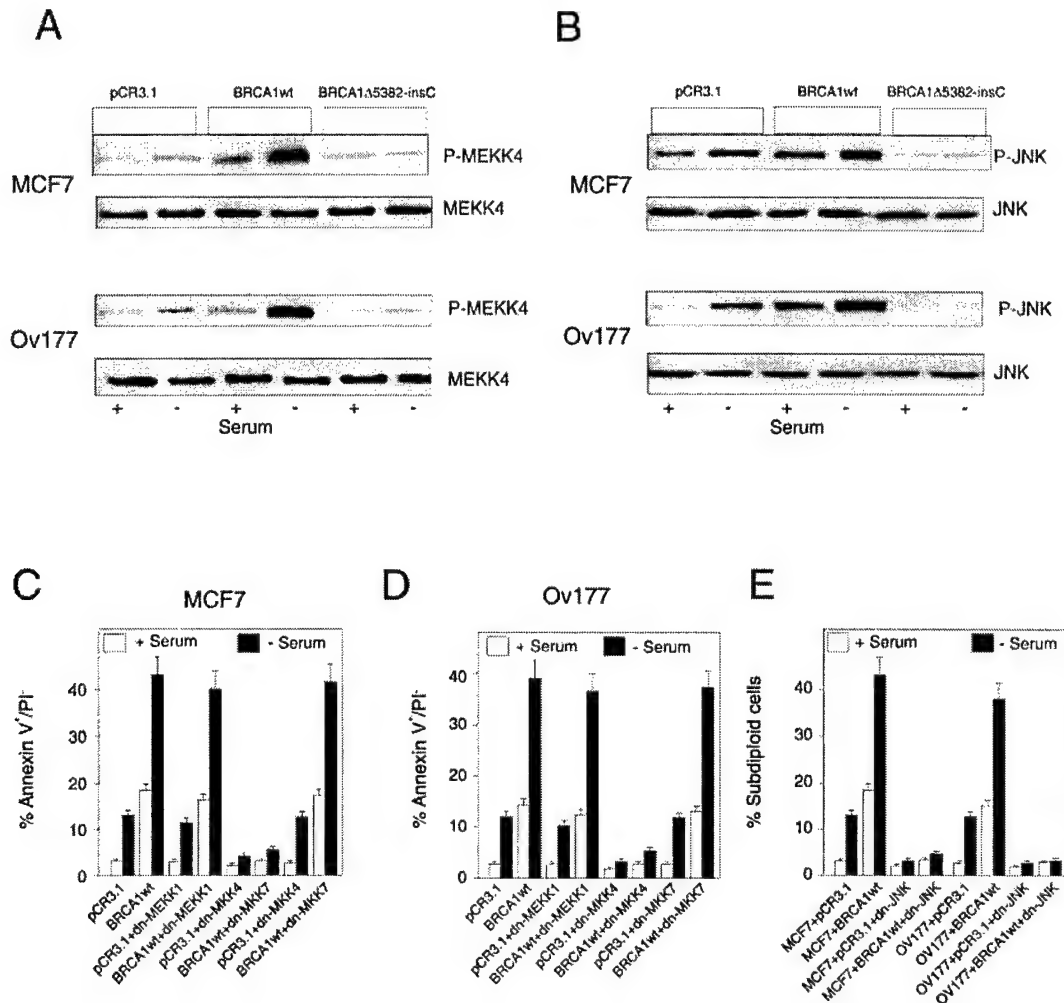 A
pCR3.1
BRCA1wt
BRCA1Δ5382-insC
MCF7
P-MEKK4
MEKK4
Ov177
P-MEKK4
MEKK4
+ - + - + -
Serum
B
pCR3.1
BRCA1wt
BRCA1Δ5382-insC
MCF7
P-JNK
JNK
Ov177
P-JNK
JNK
+ - + - + -
Serum
C
MCF7
+ Serum
- Serum
% Annexin V+/PI-
40
30
20
10
0
pCR3.1
BRCA1wt
pCR3.1+dn-MEKK1
BRCA1wt+dn-MEKK1
pCR3.1+dn-MKK4
BRCA1wt+dn-MKK7
pCR3.1+dn-MKK4
BRCA1wt+dn-MKK7
D
Ov177
+ Serum
- Serum
% Annexin V+/PI-
40
30
20
10
0
pCR3.1
BRCA1wt
pCR3.1+dn-MEKK1
BRCA1wt+dn-MEKK1
pCR3.1+dn-MKK4
BRCA1wt+dn-MKK4
pCR3.1+dn-MKK7
BRCA1wt+dn-MKK7
E
+ Serum
- Serum
% Subdiploid cells
40
30
20
10
0
MCF7+pCR3.1
MCF7+BRCA1wt
MCF7+pCR3.1+dn-JNK
MCF7+BRCA1wt+dn-JNK
OV177+pCR3.1
OV177+BRCA1wt
OV177+pCR3.1+dn-JNK
OV177+BRCA1wt+dn-JNK